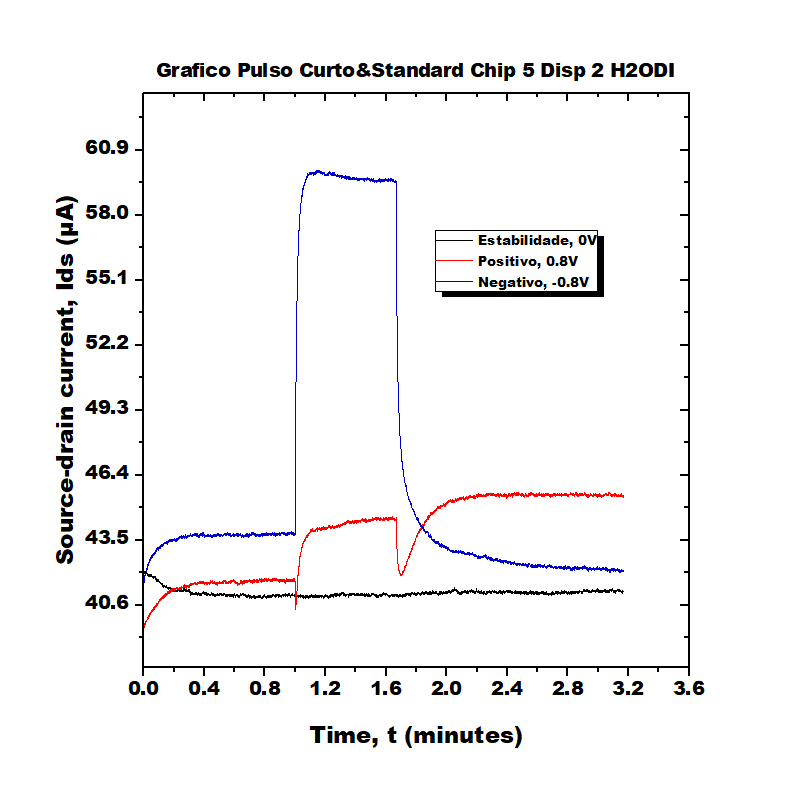 Grafico Pulso Curto&Standard Chip 5 Disp 2 H2ODI
60.9
58.0
55.1
52.2
49.3
46.4
43.5
40.6
Source-drain current, Ids (µA)
Estabilidade, 0V
Positivo, 0.8V
Negativo, -0.8V
0.0 0.4 0.8 1.2 1.6 2.0 2.4 2.8 3.2 3.6
Time, t (minutes)